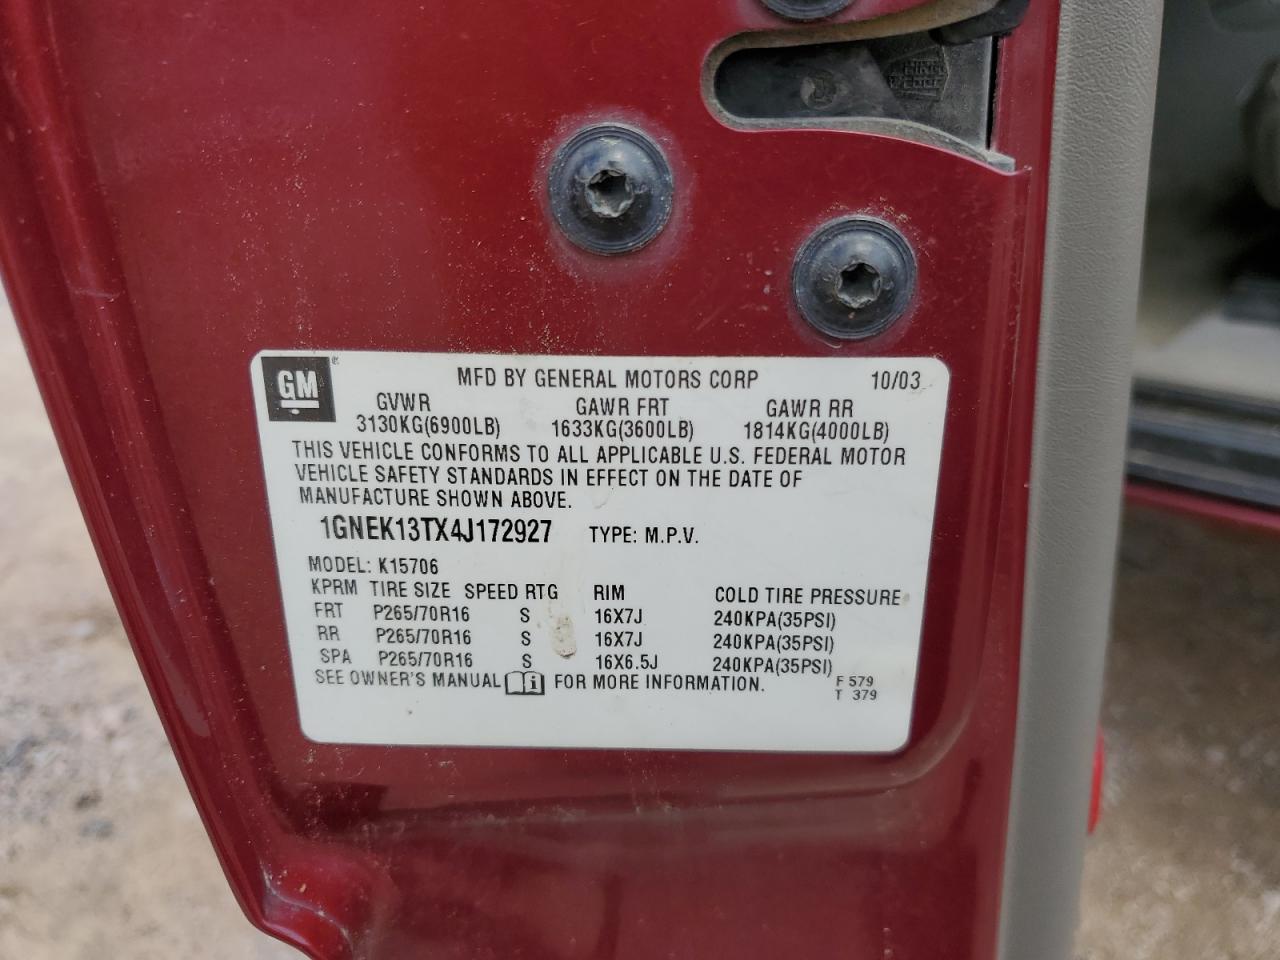 GM
MFD BY GENERAL MOTORS CORP 10/03
GVWR GAWR FRT GAWR RR
3130KG(6900LB) 1633KG(3600LB) 1814KG(4000LB)
THIS VEHICLE CONFORMS TO ALL APPLICABLE U.S. FEDERAL MOTOR
VEHICLE SAFETY STANDARDS IN EFFECT ON THE DATE OF
MANUFACTURE SHOWN ABOVE.
1GNEK13TX4J172927 TYPE: M.P.V.
MODEL: K15706
KPRM TIRE SIZE SPEED RTG RIM COLD TIRE PRESSURE
FRT P265/70R16 S 16X7J 240KPA(35PSI)
RR P265/70R16 S 16X7J 240KPA(35PSI)
SPA P265/70R16 S 16X6.5J 240KPA(35PSI)
SEE OWNER'S MANUAL i FOR MORE INFORMATION.
F 579
T 379